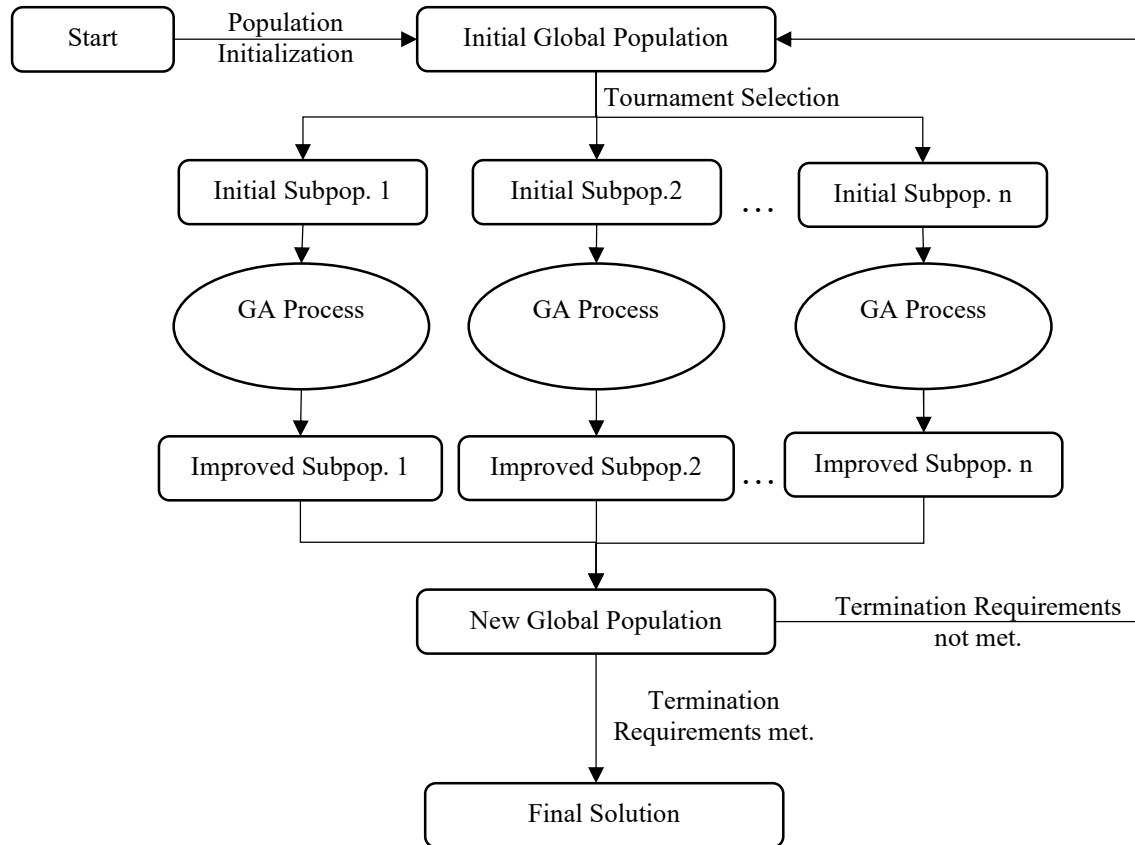 Start
Population
Initialization
Initial Global Population
Tournament Selection
Initial Subpop. 1
Initial Subpop.2
...
Initial Subpop. n
GA Process
GA Process
GA Process
Improved Subpop. 1
Improved Subpop.2
...
Improved Subpop. n
New Global Population
Termination Requirements
not met.
Termination
Requirements met.
Final Solution